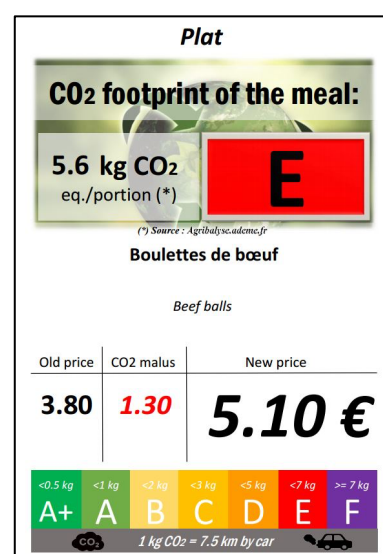 Plat
CO2 footprint of the meal:
5.6 kg CO2
eq./portion (*)
E
(*) Source : Agribalyse.ademe.fr
Boulettes de bœuf
Beef balls
Old price CO2 malus New price
3.80 1.30 5.10 €
<0.5 kg <1 kg <2 kg <3 kg <5 kg <7 kg >= 7 kg
A+ A B C D E F
CO2 1 kg CO2 = 7.5 km by car